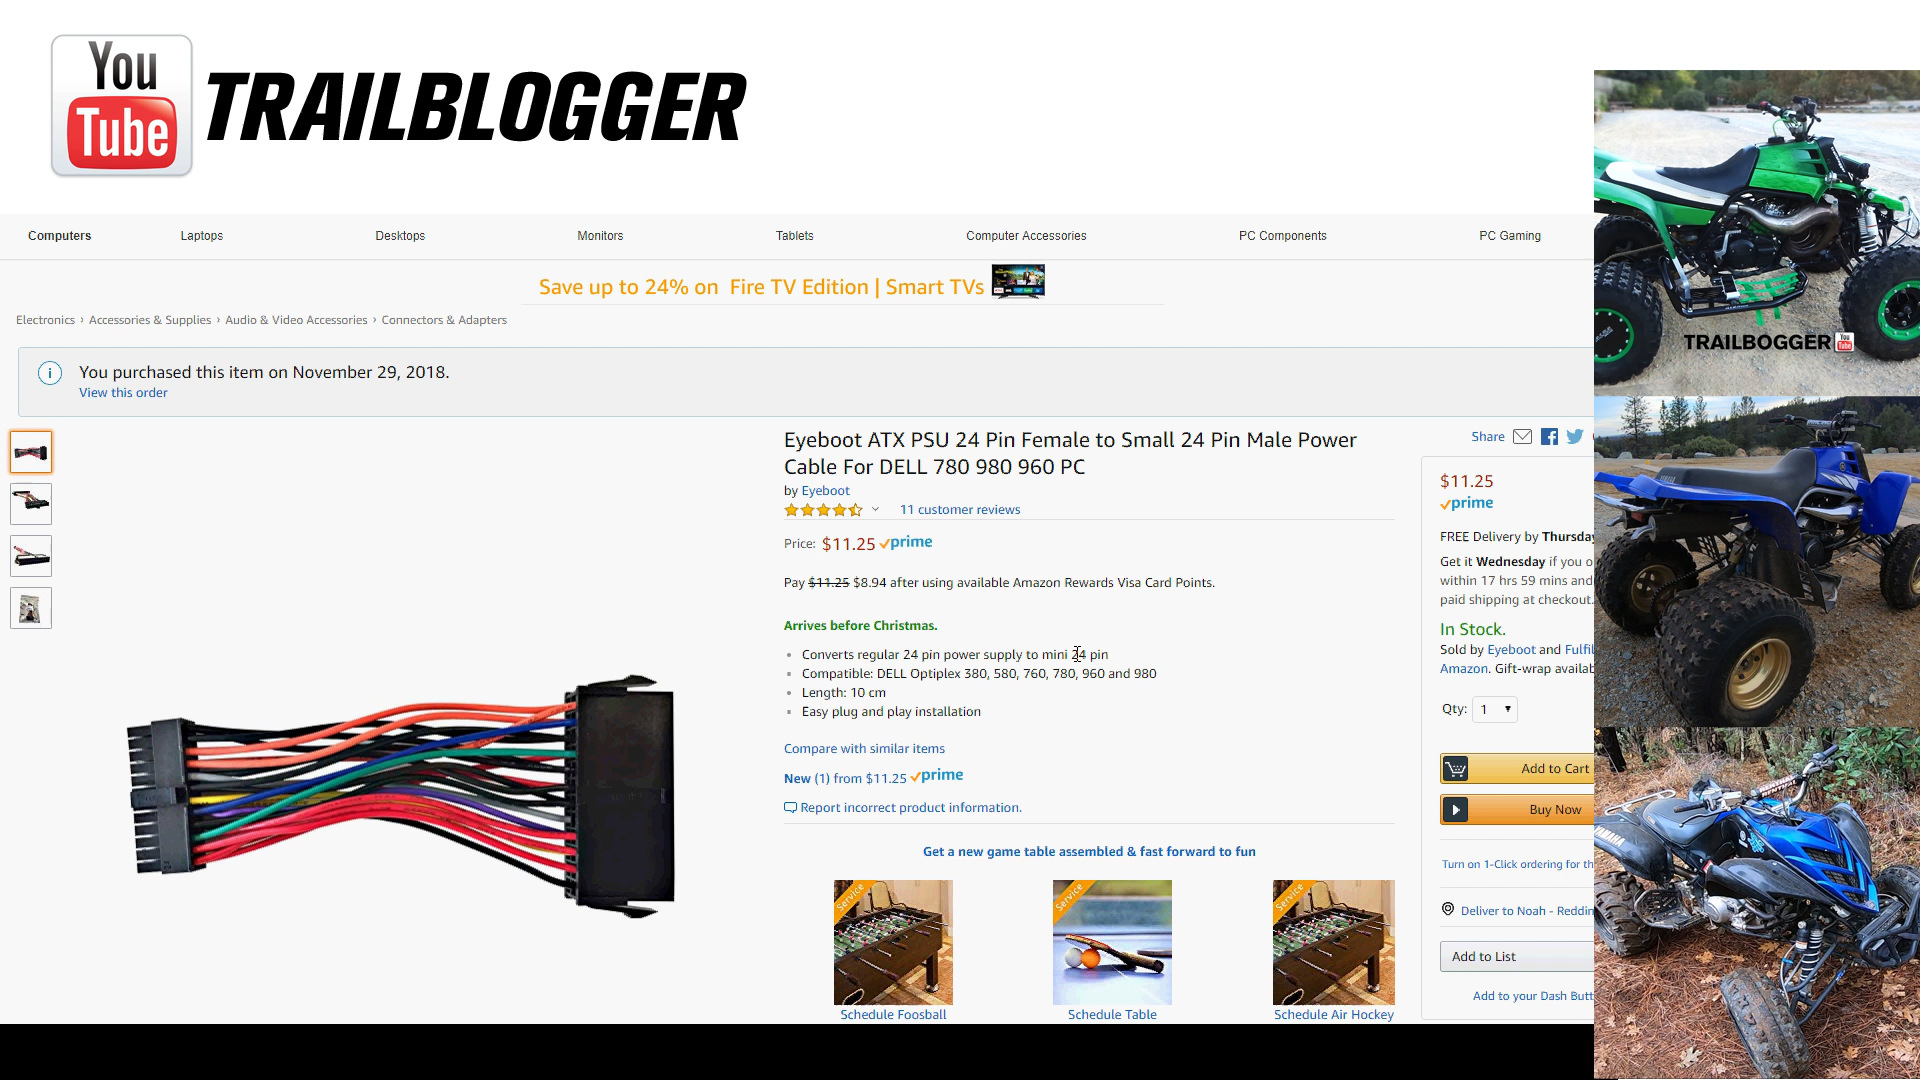 You
Tube
TRAILBLOGGER
Computers
Laptops
Desktops
Monitors
Tablets
Computer Accessories
PC Components
PC Gaming
Save up to 24% on Fire TV Edition | Smart TVs
Electronics › Accessories & Supplies › Audio & Video Accessories › Connectors & Adapters
i
You purchased this item on November 29, 2018.
View this order
Eyeboot ATX PSU 24 Pin Female to Small 24 Pin Male Power
Cable For DELL 780 980 960 PC
by Eyeboot
11 customer reviews
Price: $11.25 prime
Pay $11.25 $8.94 after using available Amazon Rewards Visa Card Points.
Arrives before Christmas.
Converts regular 24 pin power supply to mini 24 pin
Compatible: DELL Optiplex 380, 580, 760, 780, 960 and 980
Length: 10 cm
Easy plug and play installation
Compare with similar items
New (1) from $11.25 prime
Report incorrect product information.
Get a new game table assembled & fast forward to fun
Service
Service
Service
Schedule Foosball
Schedule Table
Schedule Air Hockey
Share
$11.25
prime
FREE Delivery by Thursday
Get it Wednesday if you o
within 17 hrs 59 mins and
paid shipping at checkout.
In Stock.
Sold by Eyeboot and Fulfil
Amazon. Gift-wrap availab
Qty: 1
Add to Cart
Buy Now
Turn on 1-Click ordering for th
Deliver to Noah - Reddin
Add to List
Add to your Dash Butt
TRAILBOGGER
You
Tube
YAMAHA